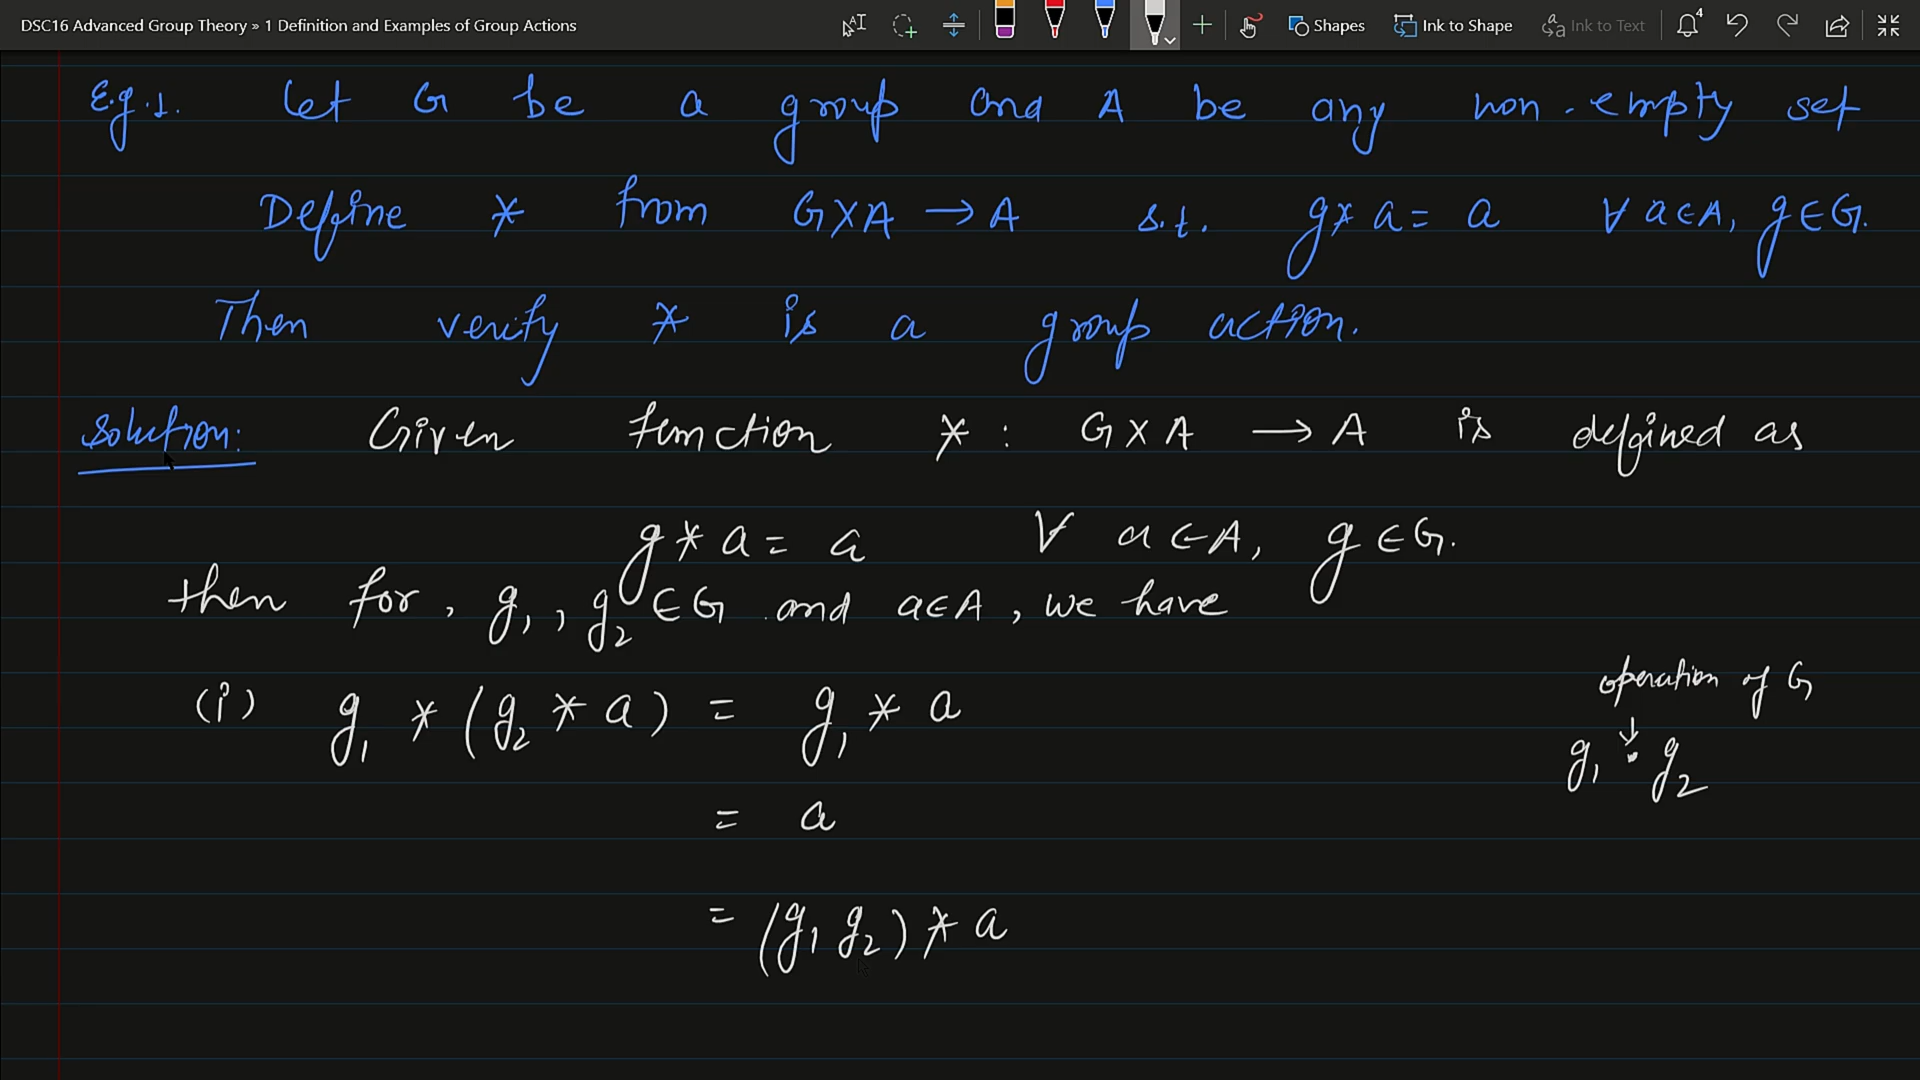 DSC16 Advanced Group Theory » 1 Definition and Examples of Group Actions
Shapes Ink to Shape Ink to Text 4
E.g.1. Let G be a group and A be any non-empty set
Define * from G×A → A s.t. g*a = a ∀ a∈A, g∈G.
Then verify * is a group action.
Solution: Given function * : G×A → A is defined as
g*a = a ∀ a∈A, g∈G.
then for, g₁, g₂ ∈ G and a∈A, we have
(i) g₁ * (g₂ * a) = g₁ * a
operation of G
↓
g₁ · g₂
= a
= (g₁ g₂) * a